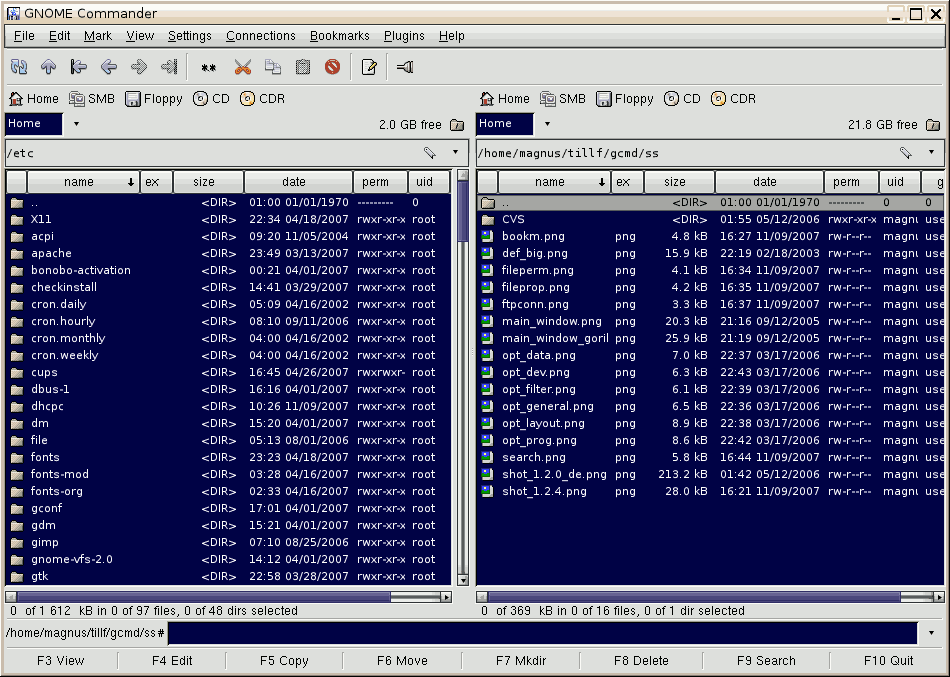 GNOME Commander
File Edit Mark View Settings Connections Bookmarks Plugins Help
**
Home SMB Floppy CD CDR
Home 2.0 GB free
/etc
name ex size date perm uid
.. <DIR> 01:00 01/01/1970 --------- 0
X11 <DIR> 22:34 04/18/2007 rwxr-xr-x root
acpi <DIR> 09:20 11/05/2004 rwxr-xr-x root
apache <DIR> 23:49 03/13/2007 rwxr-xr-x root
bonobo-activation <DIR> 00:21 04/01/2007 rwxr-xr-x root
checkinstall <DIR> 14:41 03/29/2007 rwxr-xr-x root
cron.daily <DIR> 05:09 04/16/2002 rwxr-xr-x root
cron.hourly <DIR> 08:10 09/11/2006 rwxr-xr-x root
cron.monthly <DIR> 04:00 04/16/2002 rwxr-xr-x root
cron.weekly <DIR> 04:00 04/16/2002 rwxr-xr-x root
cups <DIR> 16:45 04/26/2007 rwxrwxr- root
dbus-1 <DIR> 16:16 04/01/2007 rwxr-xr-x root
dhcpc <DIR> 10:26 11/09/2007 rwxr-xr-x root
dm <DIR> 15:20 04/01/2007 rwxr-xr-x root
file <DIR> 05:13 08/01/2006 rwxr-xr-x root
fonts <DIR> 23:23 04/18/2007 rwxr-xr-x root
fonts-mod <DIR> 03:28 04/16/2007 rwxr-xr-x root
fonts-org <DIR> 02:33 04/16/2007 rwxr-xr-x root
gconf <DIR> 17:01 04/01/2007 rwxr-xr-x root
gdm <DIR> 15:21 04/01/2007 rwxr-xr-x root
gimp <DIR> 07:10 08/25/2006 rwxr-xr-x root
gnome-vfs-2.0 <DIR> 14:12 04/01/2007 rwxr-xr-x root
gtk <DIR> 22:58 03/28/2007 rwxr-xr-x root
0 of 1 612 kB in 0 of 97 files, 0 of 48 dirs selected
Home SMB Floppy CD CDR
Home 21.8 GB free
/home/magnus/tillf/gcmd/ss
name ex size date perm uid g
.. <DIR> 01:00 01/01/1970 --------- 0 0
CVS <DIR> 01:55 05/12/2006 rwxr-xr-x magnu use
bookm.png png 4.8 kB 16:27 11/09/2007 rw-r--r-- magnu use
def_big.png png 15.9 kB 22:19 02/18/2003 rw-r--r-- magnu use
fileperm.png png 4.1 kB 16:34 11/09/2007 rw-r--r-- magnu use
fileprop.png png 4.2 kB 16:35 11/09/2007 rw-r--r-- magnu use
ftpconn.png png 3.3 kB 16:37 11/09/2007 rw-r--r-- magnu use
main_window.png png 20.3 kB 21:16 09/12/2005 rw-r--r-- magnu use
main_window_goril png 25.9 kB 21:19 09/12/2005 rw-r--r-- magnu use
opt_data.png png 7.0 kB 22:37 03/17/2006 rw-r--r-- magnu use
opt_dev.png png 6.3 kB 22:43 03/17/2006 rw-r--r-- magnu use
opt_filter.png png 6.1 kB 22:39 03/17/2006 rw-r--r-- magnu use
opt_general.png png 6.5 kB 22:36 03/17/2006 rw-r--r-- magnu use
opt_layout.png png 8.9 kB 22:38 03/17/2006 rw-r--r-- magnu use
opt_prog.png png 8.6 kB 22:42 03/17/2006 rw-r--r-- magnu use
search.png png 5.8 kB 16:44 11/09/2007 rw-r--r-- magnu use
shot_1.2.0_de.png png 213.2 kB 01:42 05/12/2006 rw-r--r-- magnu use
shot_1.2.4.png png 28.0 kB 16:21 11/09/2007 rw-r--r-- magnu use
0 of 369 kB in 0 of 16 files, 0 of 1 dir selected
/home/magnus/tillf/gcmd/ss#
F3 View F4 Edit F5 Copy F6 Move F7 Mkdir F8 Delete F9 Search F10 Quit